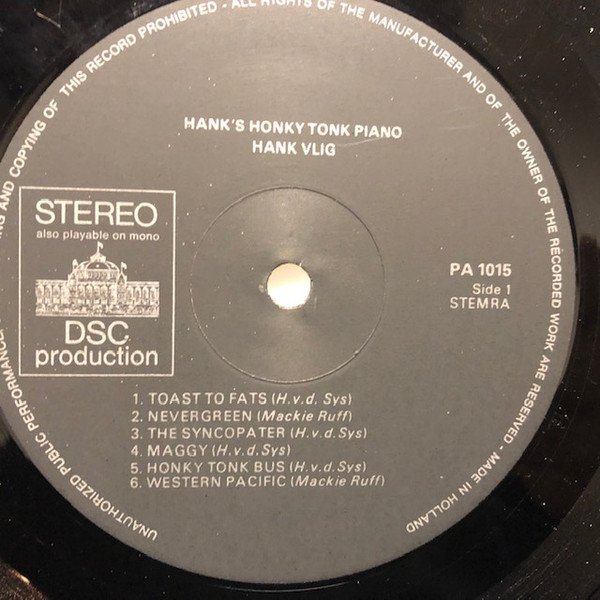 UNAUTHORIZED PUBLIC PERFORMANCE, AND COPYING OF THIS RECORD PROHIBITED - ALL RIGHTS OF THE MANUFACTURER AND OF THE OWNER OF THE RECORDED WORK ARE RESERVED - MADE IN HOLLAND
HANK'S HONKY TONK PIANO
HANK VLIG
STEREO
also playable on mono
DSC
production
PA 1015
Side 1
STEMRA
1. TOAST TO FATS (H.v.d. Sys)
2. NEVERGREEN (Mackie Ruff)
3. THE SYNCOPATER (H.v.d. Sys)
4. MAGGY (H.v.d. Sys)
5. HONKY TONK BUS (H.v.d. Sys)
6. WESTERN PACIFIC (Mackie Ruff)